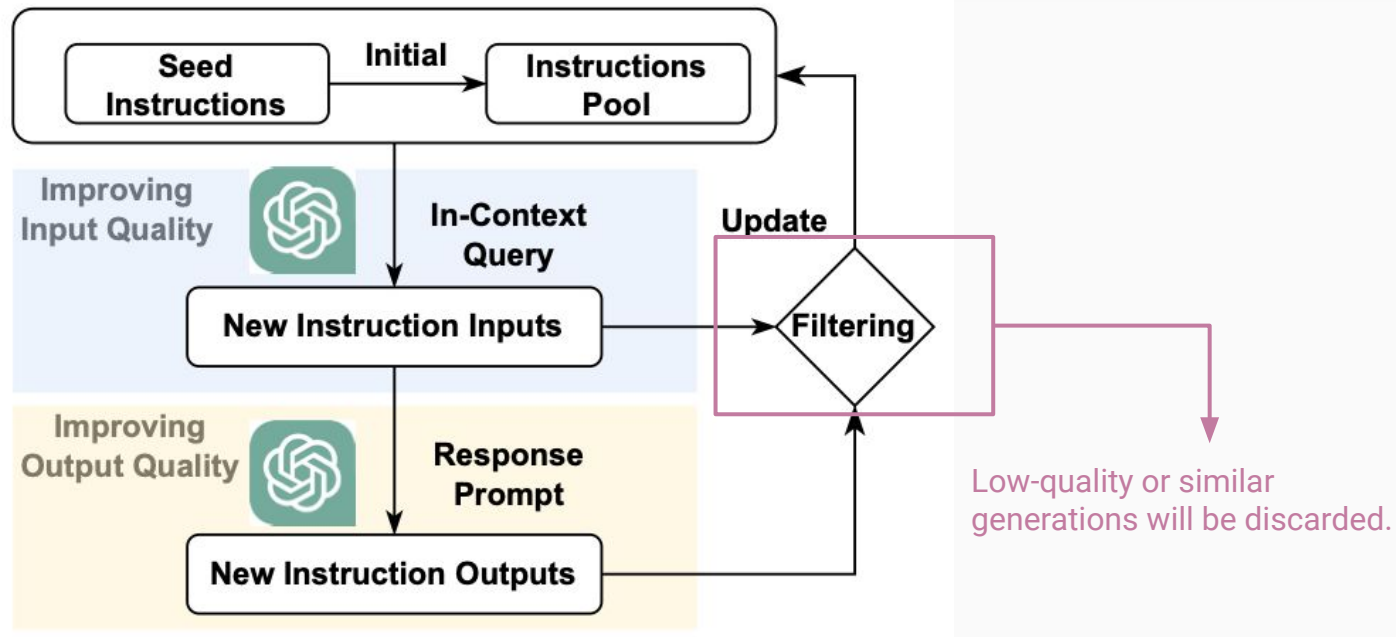 Seed
Instructions
Initial
Instructions
Pool
Improving
Input Quality
In-Context
Query
Update
New Instruction Inputs
Filtering
Improving
Output Quality
Response
Prompt
Low-quality or similar
generations will be discarded.
New Instruction Outputs